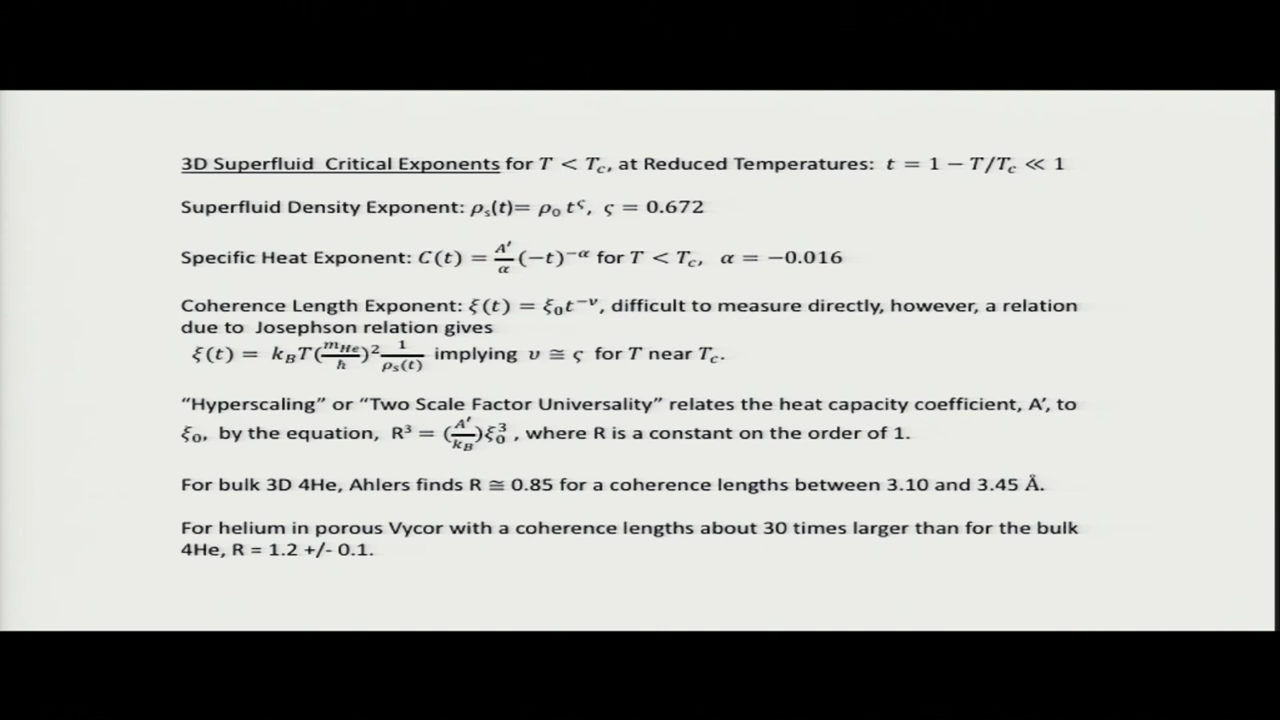 3D Superfluid Critical Exponents for T < T_c, at Reduced Temperatures: t = 1 − T/T_c ≪ 1
Superfluid Density Exponent: ρ_s(t)= ρ_0 t^ς, ς = 0.672
Specific Heat Exponent: C(t) = A′/α (−t)^−α for T < T_c, α = −0.016
Coherence Length Exponent: ξ(t) = ξ_0 t^−ν, difficult to measure directly, however, a relation
due to Josephson relation gives
ξ(t) = k_B T(m_He/ħ)^2 1/ρ_s(t) implying υ ≅ ς for T near T_c.
“Hyperscaling” or “Two Scale Factor Universality” relates the heat capacity coefficient, A′, to
ξ_0, by the equation, R^3 = (A′/k_B)ξ_0^3 , where R is a constant on the order of 1.
For bulk 3D 4He, Ahlers finds R ≅ 0.85 for a coherence lengths between 3.10 and 3.45 Å.
For helium in porous Vycor with a coherence lengths about 30 times larger than for the bulk
4He, R = 1.2 +/- 0.1.